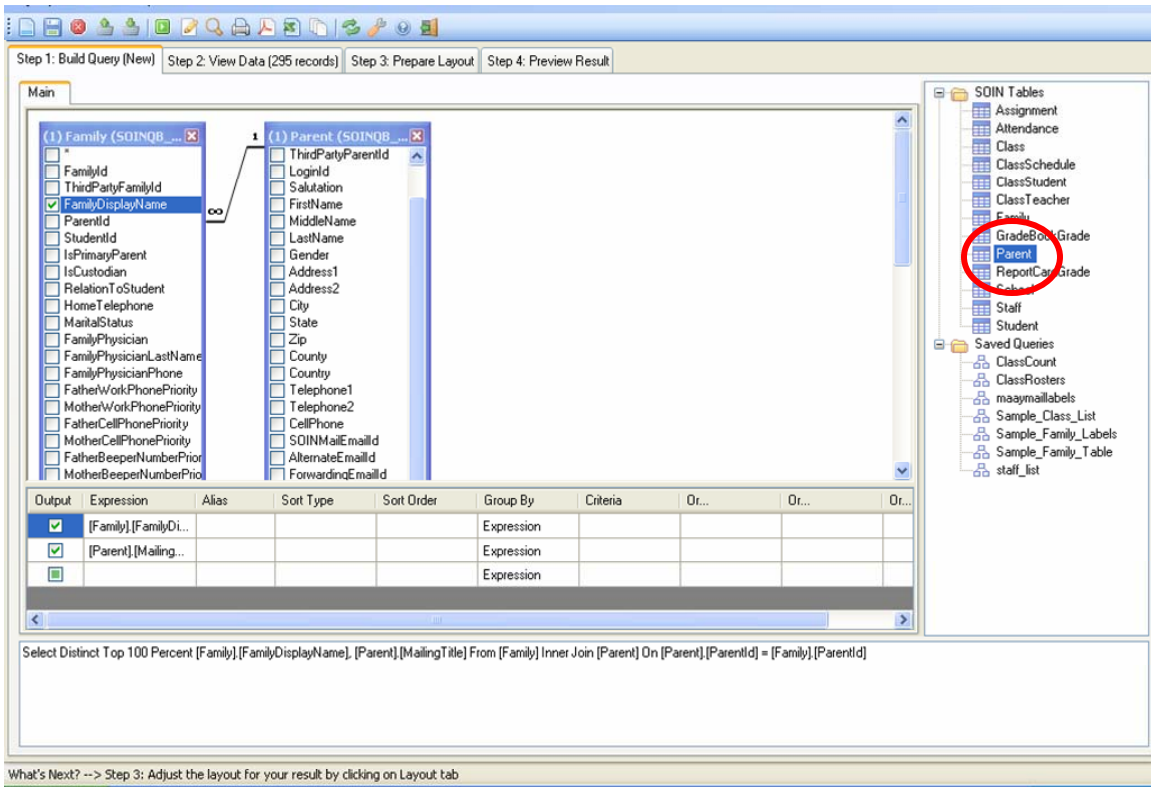 Step 1: Build Query (New) Step 2: View Data (295 records) Step 3: Prepare Layout Step 4: Preview Result
Main
(1) Family (SOINQB_...
*
FamilyId
ThirdPartyFamilyId
FamilyDisplayName
ParentId
StudentId
IsPrimaryParent
IsCustodian
RelationToStudent
HomeTelephone
MaritalStatus
FamilyPhysician
FamilyPhysicianLastName
FamilyPhysicianPhone
FatherWorkPhonePriority
MotherWorkPhonePriority
FatherCellPhonePriority
MotherCellPhonePriority
FatherBeeperNumberPrior
MotherBeeperNumberPrio
1
∞
(1) Parent (SOINQB_...
ThirdPartyParentId
LoginId
Salutation
FirstName
MiddleName
LastName
Gender
Address1
Address2
City
State
Zip
County
Country
Telephone1
Telephone2
CellPhone
SOINMailEmailId
AlternateEmailId
ForwardingEmailId
SOIN Tables
Assignment
Attendance
Class
ClassSchedule
ClassStudent
ClassTeacher
Family
GradeBookGrade
Parent
ReportCardGrade
School
Staff
Student
Saved Queries
ClassCount
ClassRosters
maaymaillabels
Sample_Class_List
Sample_Family_Labels
Sample_Family_Table
staff_list
Output Expression Alias Sort Type Sort Order Group By Criteria Or... Or... Or...
[Family].[FamilyDi... Expression
[Parent].[Mailing... Expression
Expression
Select Distinct Top 100 Percent [Family].[FamilyDisplayName], [Parent].[MailingTitle] From [Family] Inner Join [Parent] On [Parent].[ParentId] = [Family].[ParentId]
What's Next? --> Step 3: Adjust the layout for your result by clicking on Layout tab